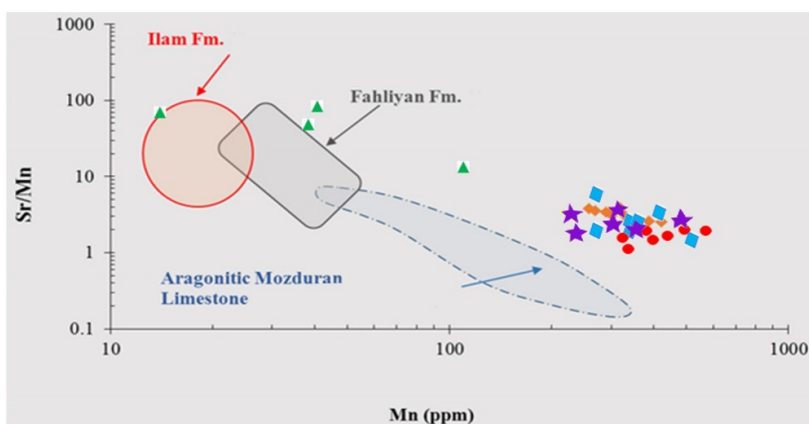 1000
Ilam Fm.
100
Fahliyan Fm.
10
Sr/Mn
1
Aragonitic Mozduran
Limestone
0.1
10
100
1000
Mn (ppm)